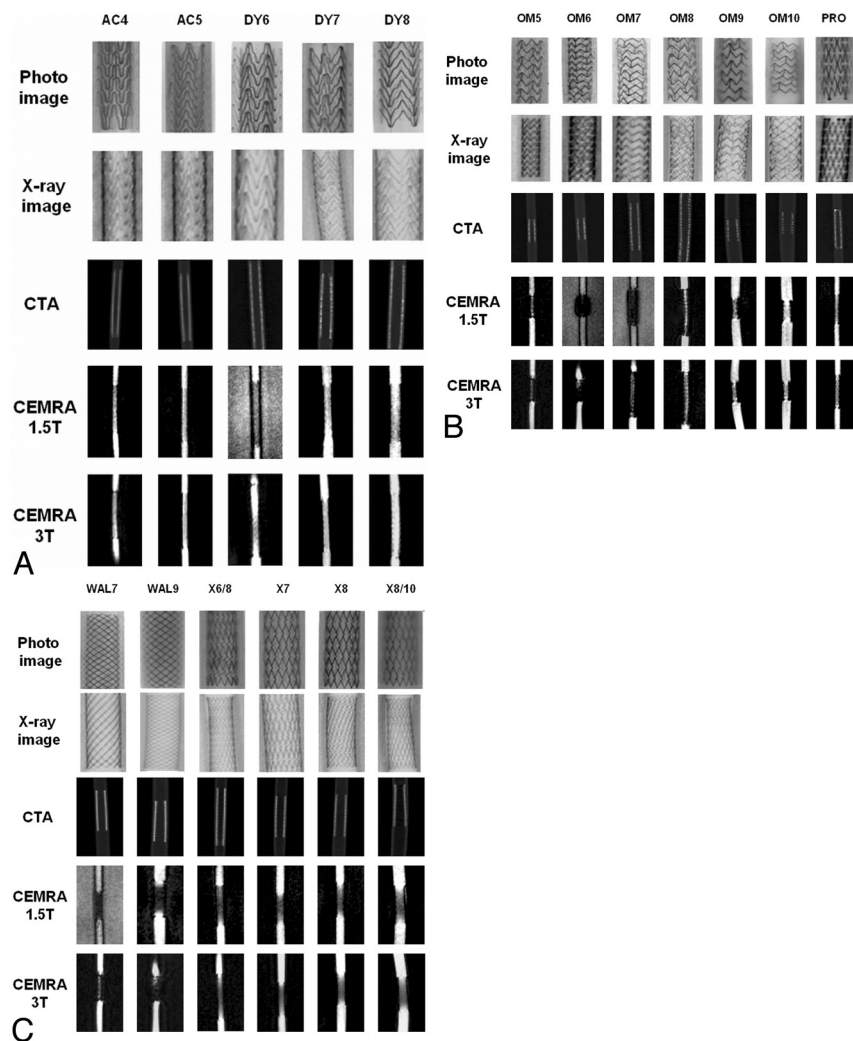 AC4 AC5 DY6 DY7 DY8
Photo
image
X-ray
image
CTA
CEMRA
1.5T
CEMRA
3T
A
OM5 OM6 OM7 OM8 OM9 OM10 PRO
Photo
image
X-ray
image
CTA
CEMRA
1.5T
CEMRA
3T
B
WAL7 WAL9 X6/8 X7 X8 X8/10
Photo
image
X-ray
image
CTA
CEMRA
1.5T
CEMRA
3T
C